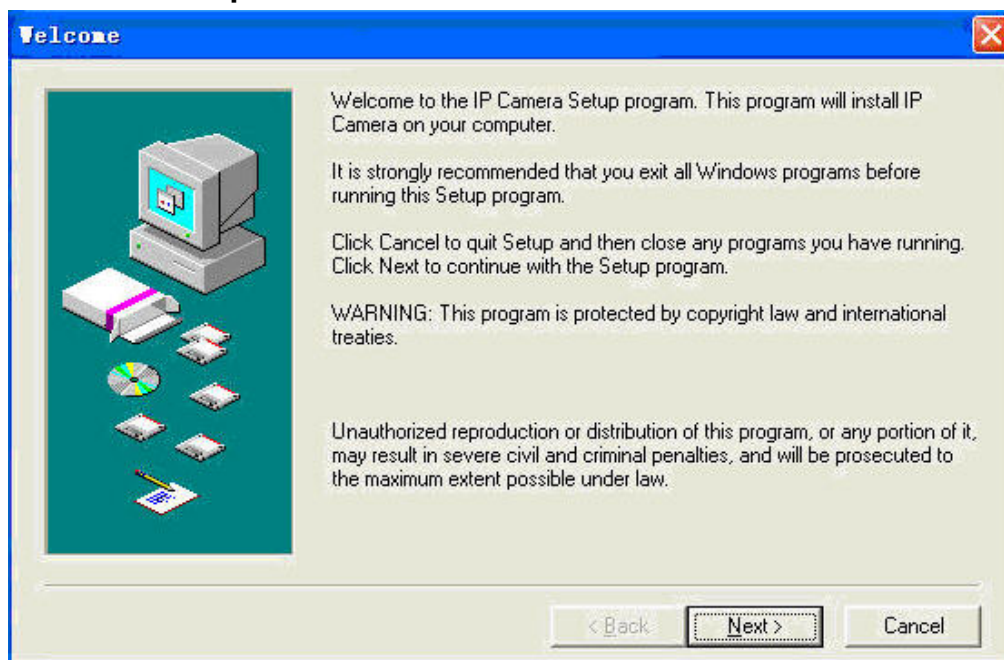 Welcome
Welcome to the IP Camera Setup program. This program will install IP
Camera on your computer.
It is strongly recommended that you exit all Windows programs before
running this Setup program.
Click Cancel to quit Setup and then close any programs you have running.
Click Next to continue with the Setup program.
WARNING: This program is protected by copyright law and international
treaties.
Unauthorized reproduction or distribution of this program, or any portion of it,
may result in severe civil and criminal penalties, and will be prosecuted to
the maximum extent possible under law.
< Back
Next >
Cancel